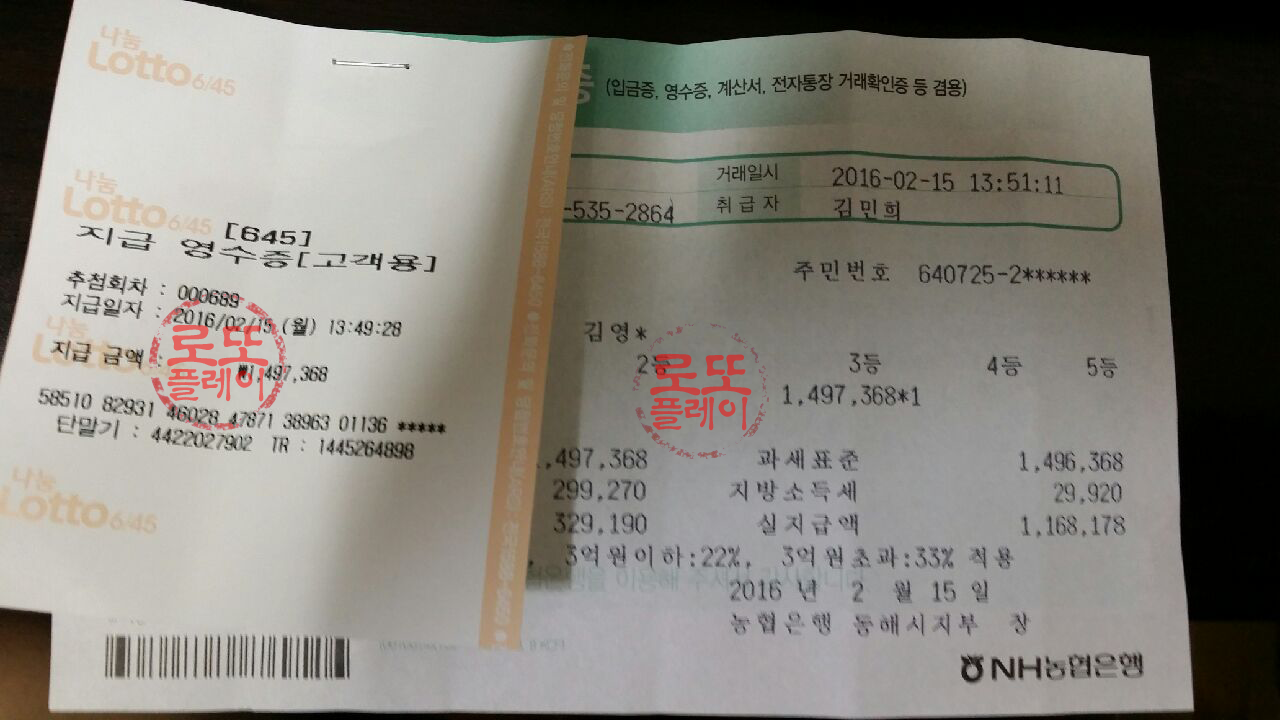 나눔
Lotto 6/45
나눔
Lotto 6/45
[645]
지급 영수증[고객용]
추첨회차 : 000689
지급일자 : 2016/02/15 (월) 13:49:28
지급 금액 : ₩1,497,368
58510 82931 46028 47871 38963 01136 *****
단말기 : 4422027902 TR : 1445264898
나눔
Lotto 6/45
로또
플레이
(입금증, 영수증, 계산서, 전자통장 거래확인증 등 겸용)
거래일시 2016-02-15 13:51:11
-535-2864 취급자 김민희
주민번호 640725-2******
김영*
2등 3등 4등 5등
1,497,368*1
로또
플레이
1,497,368 과세표준 1,496,368
299,270 지방소득세 29,920
329,190 실지급액 1,168,178
3억원이하:22%, 3억원초과:33% 적용
2016 년 2 월 15 일
농협은행 동해시지부 장
NH농협은행